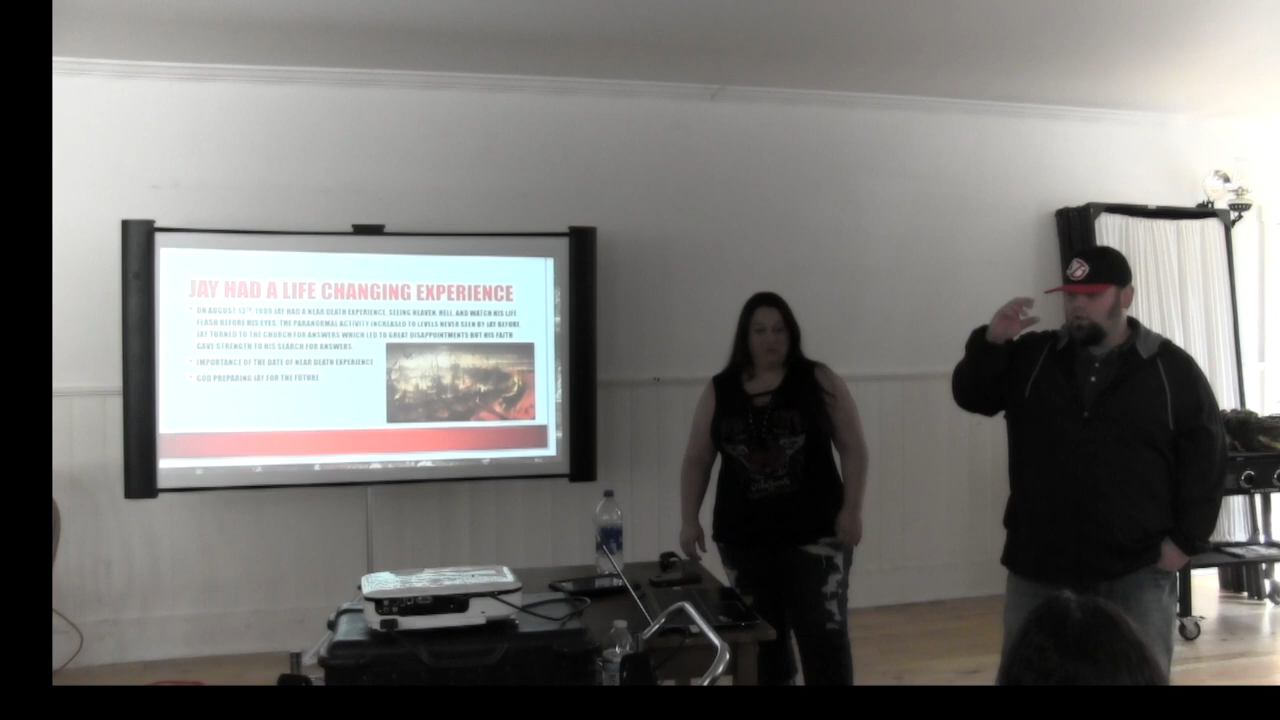 JAY HAD A LIFE CHANGING EXPERIENCE
• ON AUGUST 13TH, 1999 JAY HAD A NEAR DEATH EXPERIENCE, SEEING HEAVEN, HELL, AND WATCH HIS LIFE
FLASH BEFORE HIS EYES. THE PARANORMAL ACTIVITY INCREASED TO LEVELS NEVER SEEN BY JAY BEFORE.
JAY TURNED TO THE CHURCH FOR ANSWERS WHICH LED TO GREAT DISAPPOINTMENTS BUT HIS FAITH
GAVE STRENGTH TO HIS SEARCH FOR ANSWERS.
• IMPORTANCE OF THE DATE OF NEAR DEATH EXPERIENCE
• GOD PREPARING JAY FOR THE FUTURE